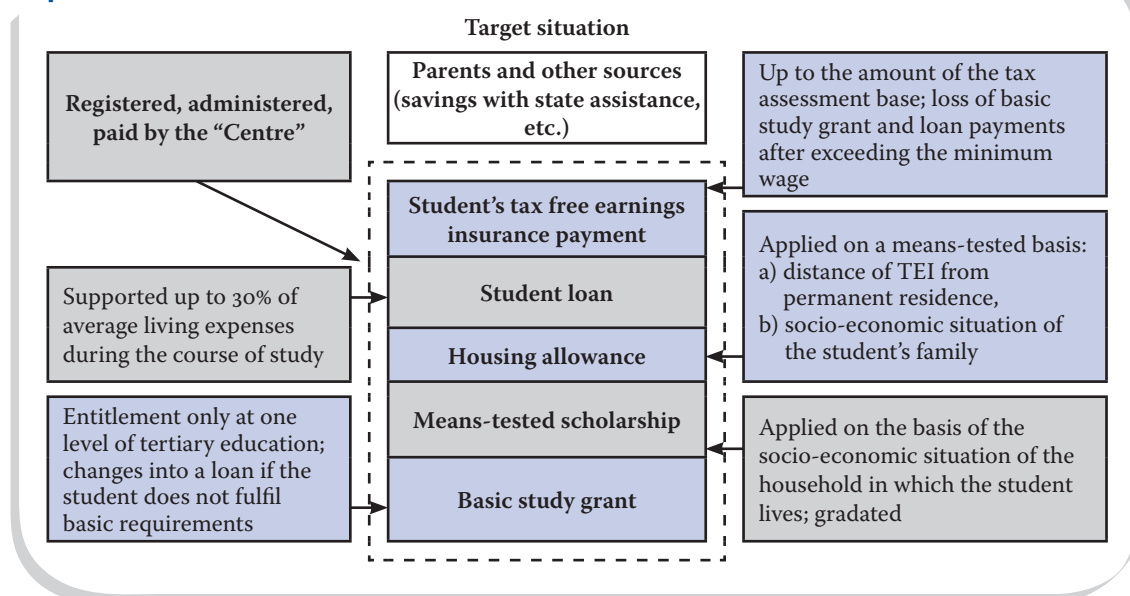 Target situation
Registered, administered,
paid by the “Centre”
Parents and other sources
(savings with state assistance,
etc.)
Up to the amount of the tax
assessment base; loss of basic
study grant and loan payments
after exceeding the minimum
wage
Student’s tax free earnings
insurance payment
Applied on a means-tested basis:
a) distance of TEI from
permanent residence,
b) socio-economic situation of
the student’s family
Supported up to 30% of
average living expenses
during the course of study
Student loan
Housing allowance
Means-tested scholarship
Entitlement only at one
level of tertiary education;
changes into a loan if the
student does not fulfil
basic requirements
Basic study grant
Applied on the basis of the
socio-economic situation of the
household in which the student
lives; gradated